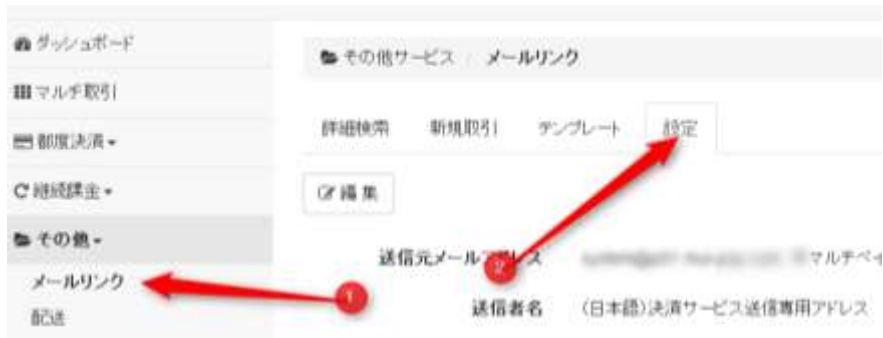 ダッシュボード
その他サービス / メールリンク
マルチ取引
詳細検索 新規取引 テンプレート 設定
都度決済
継続課金
編集
その他
送信元メールアドレス マルチペイ
メールリンク
1
2
送信者名 (日本語)決済サービス送信専用アドレス
配送